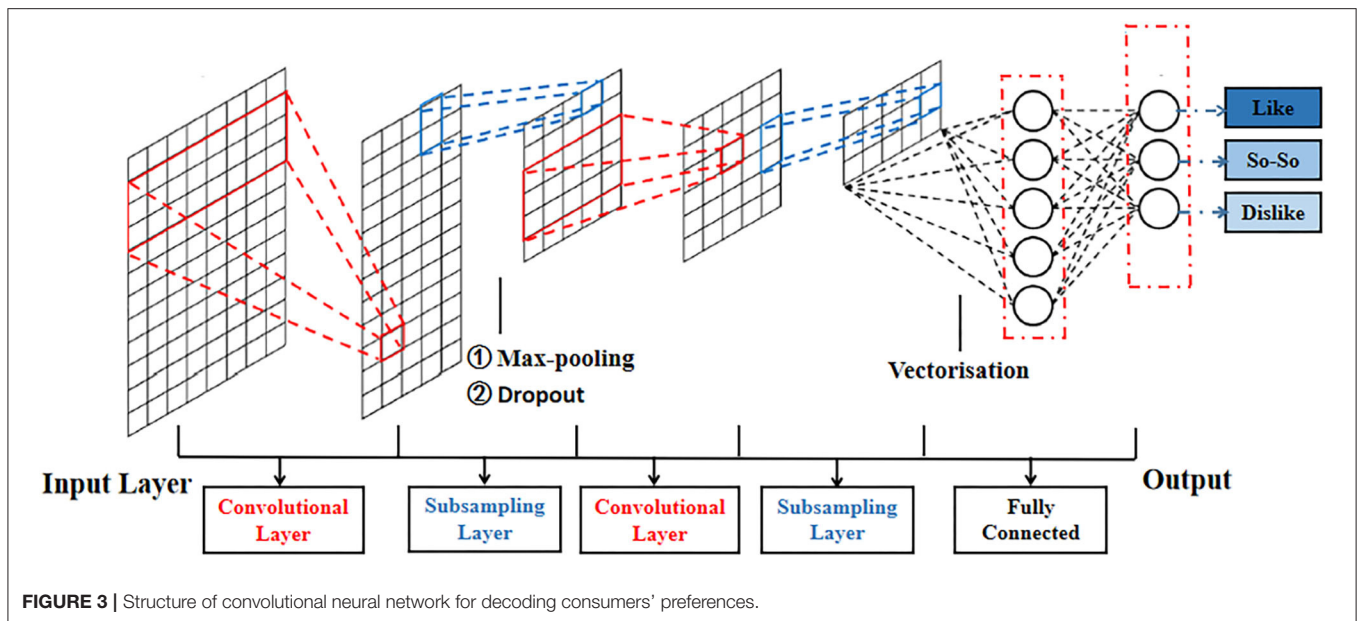 Like
So-So
Dislike
① Max-pooling
② Dropout
Vectorisation
Input Layer
Convolutional
Layer
Subsampling
Layer
Convolutional
Layer
Subsampling
Layer
Fully
Connected
Output
FIGURE 3 | Structure of convolutional neural network for decoding consumers' preferences.